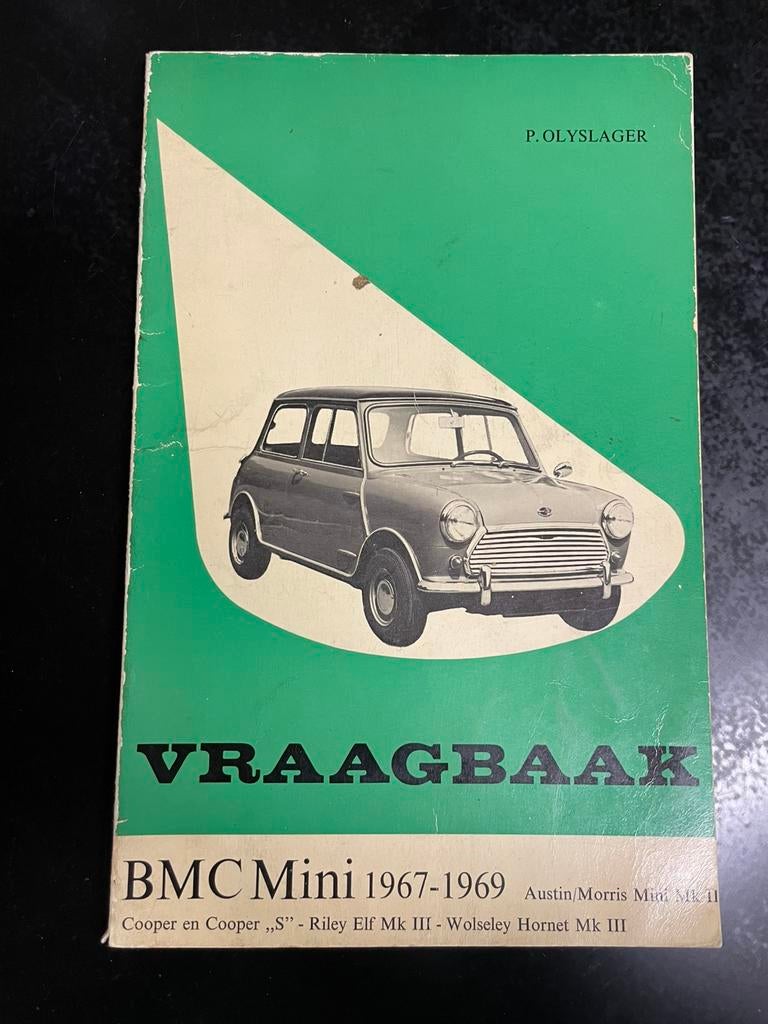 P. OLYSLAGER
VRAAGBAAK
BMC Mini 1967-1969 Austin/Morris Mini Mk II
Cooper en Cooper „S” - Riley Elf Mk III - Wolseley Hornet Mk III